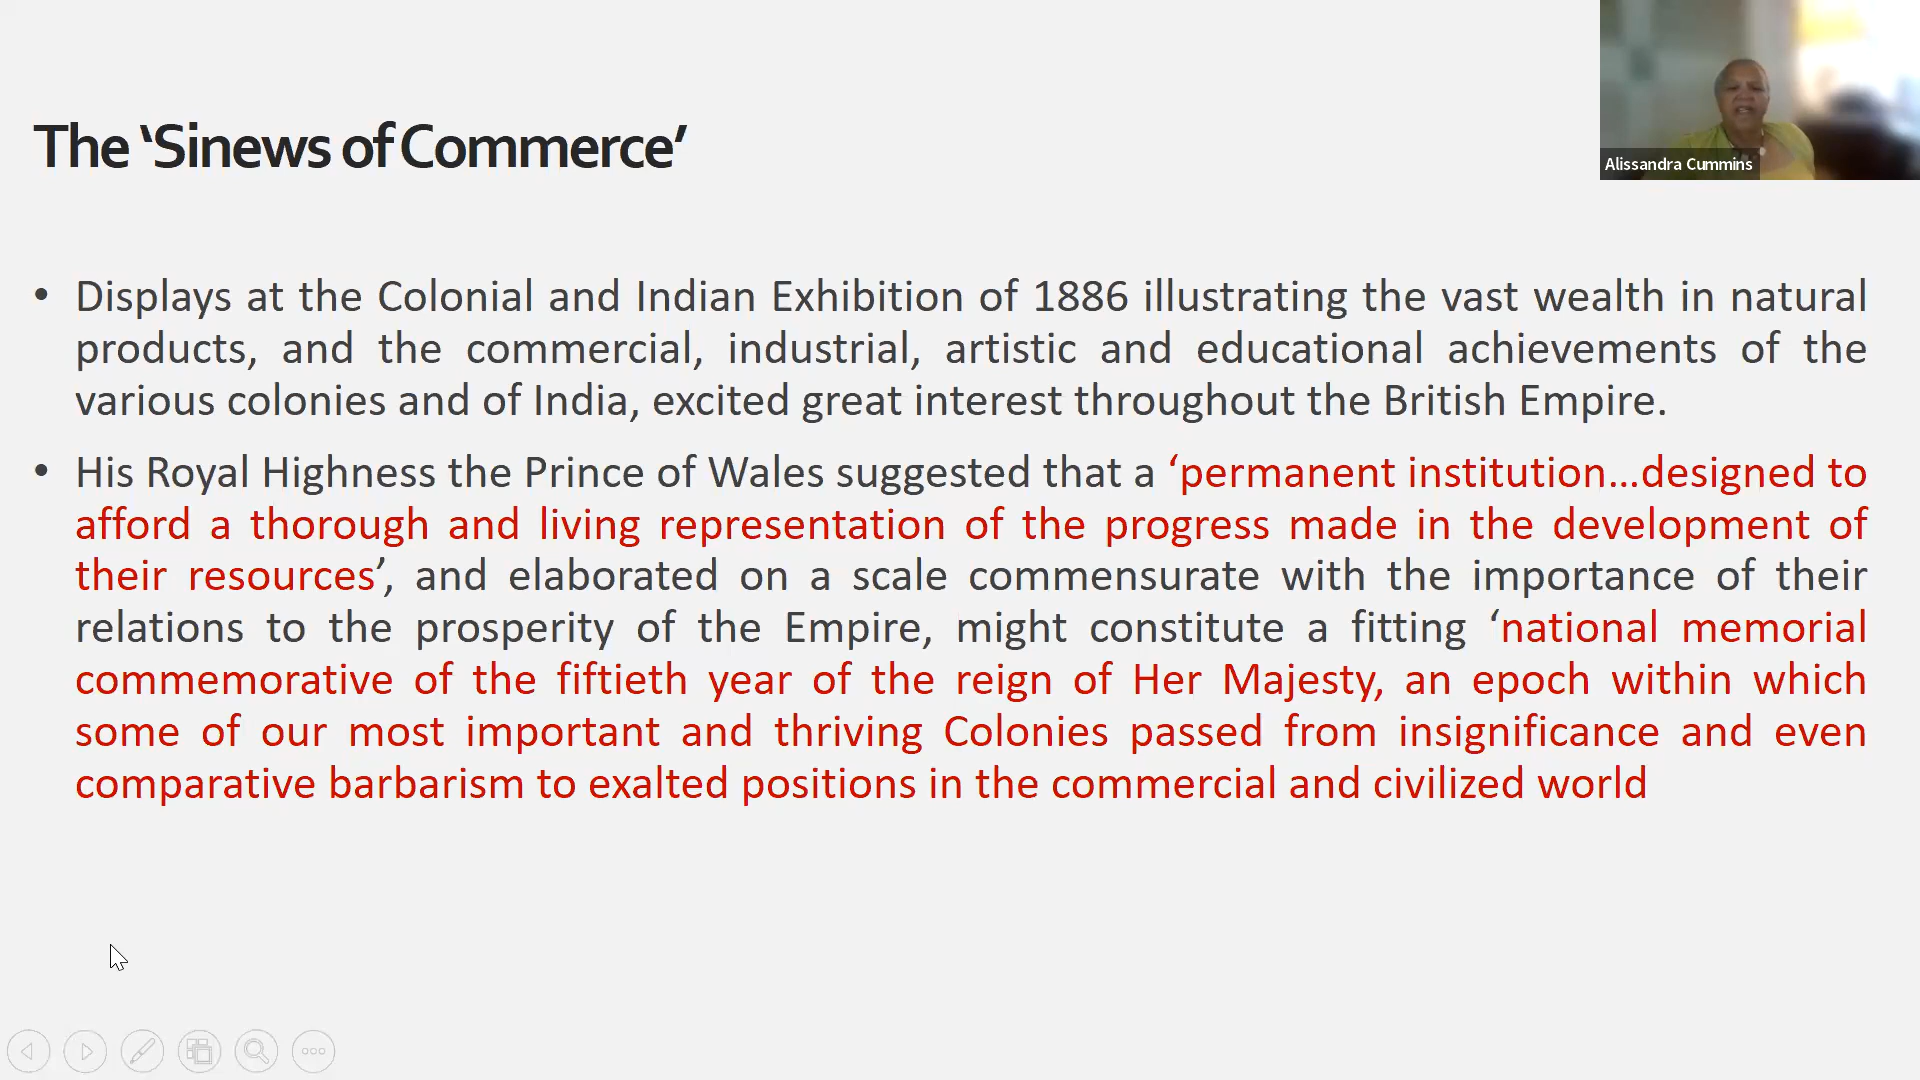 The ‘Sinews of Commerce’
Alissandra Cummins
• Displays at the Colonial and Indian Exhibition of 1886 illustrating the vast wealth in natural
products, and the commercial, industrial, artistic and educational achievements of the
various colonies and of India, excited great interest throughout the British Empire.
• His Royal Highness the Prince of Wales suggested that a ‘permanent institution…designed to
afford a thorough and living representation of the progress made in the development of
their resources’, and elaborated on a scale commensurate with the importance of their
relations to the prosperity of the Empire, might constitute a fitting ‘national memorial
commemorative of the fiftieth year of the reign of Her Majesty, an epoch within which
some of our most important and thriving Colonies passed from insignificance and even
comparative barbarism to exalted positions in the commercial and civilized world